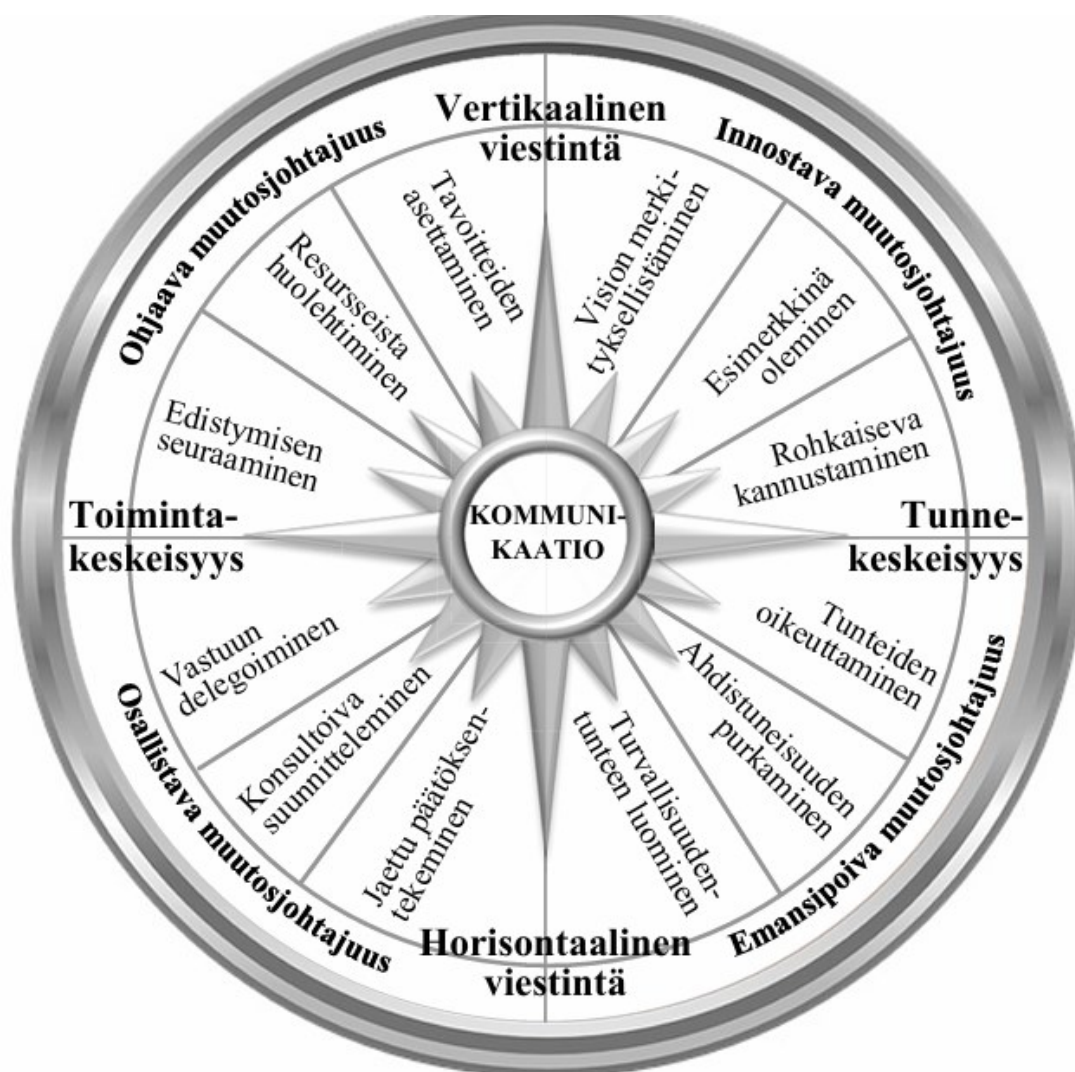 Vertikaalinen
viestintä
Ohjaava muutosjohtajuus
Innostava muutosjohtajuus
Tavoitteiden
asettaminen
Vision merki-
tyksellistäminen
Resursseista
huolehtiminen
Esimerkkinä
oleminen
Edistymisen
seuraaminen
Rohkaiseva
kannustaminen
Toiminta-
keskeisyys
KOMMUNI-
KAATIO
Tunne-
keskeisyys
Vastuun
delegoiminen
Tunteiden
oikeuttaminen
Konsultoiva
suunnitteleminen
Ahdistuneisuuden
purkaminen
Jaettu päätöksen-
tekeminen
Turvallisuuden-
tunteen luominen
Osallistava muutosjohtajuus
Emansipoiva muutosjohtajuus
Horisontaalinen
viestintä